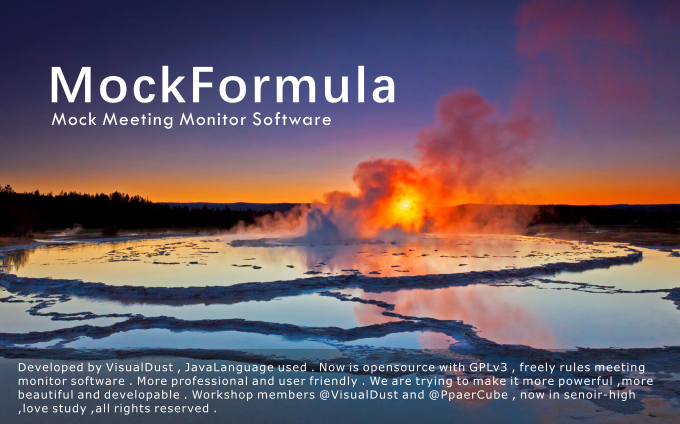 MockFormula
Mock Meeting Monitor Software
Developed by VisualDust , JavaLanguage used . Now is opensource with GPLv3 , freely rules meeting
monitor software . More professional and user friendly . We are trying to make it more powerful ,more
beautiful and developable . Workshop members @VisualDust and @PpaerCube , now in senoir-high
,love study ,all rights reserved .